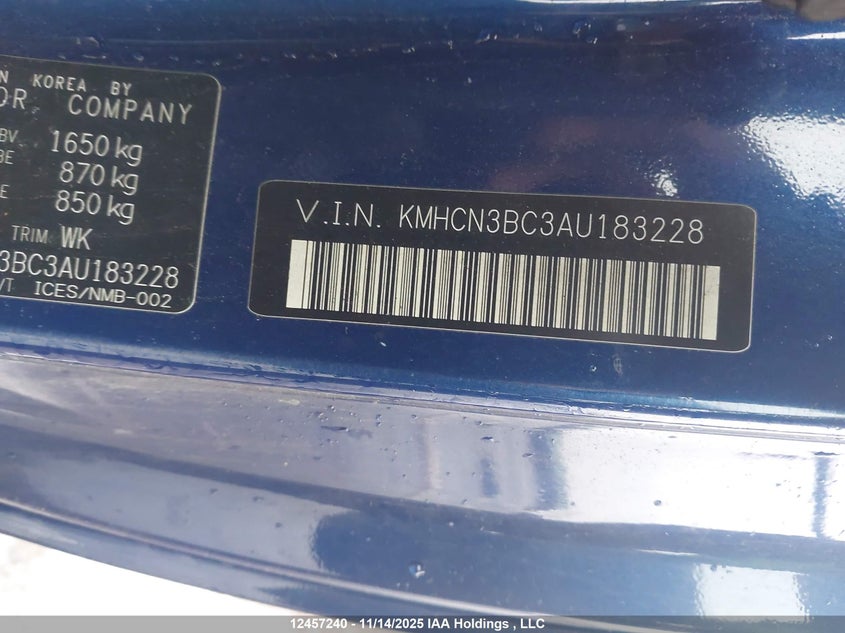 N KOREA BY
OR COMPANY
BV 1650 kg
BE 870 kg
E 850 kg
TRIM WK
3BC3AU183228
/T ICES/NMB-002
V.I.N. KMHCN3BC3AU183228
12457240 - 11/14/2025 IAA Holdings , LLC